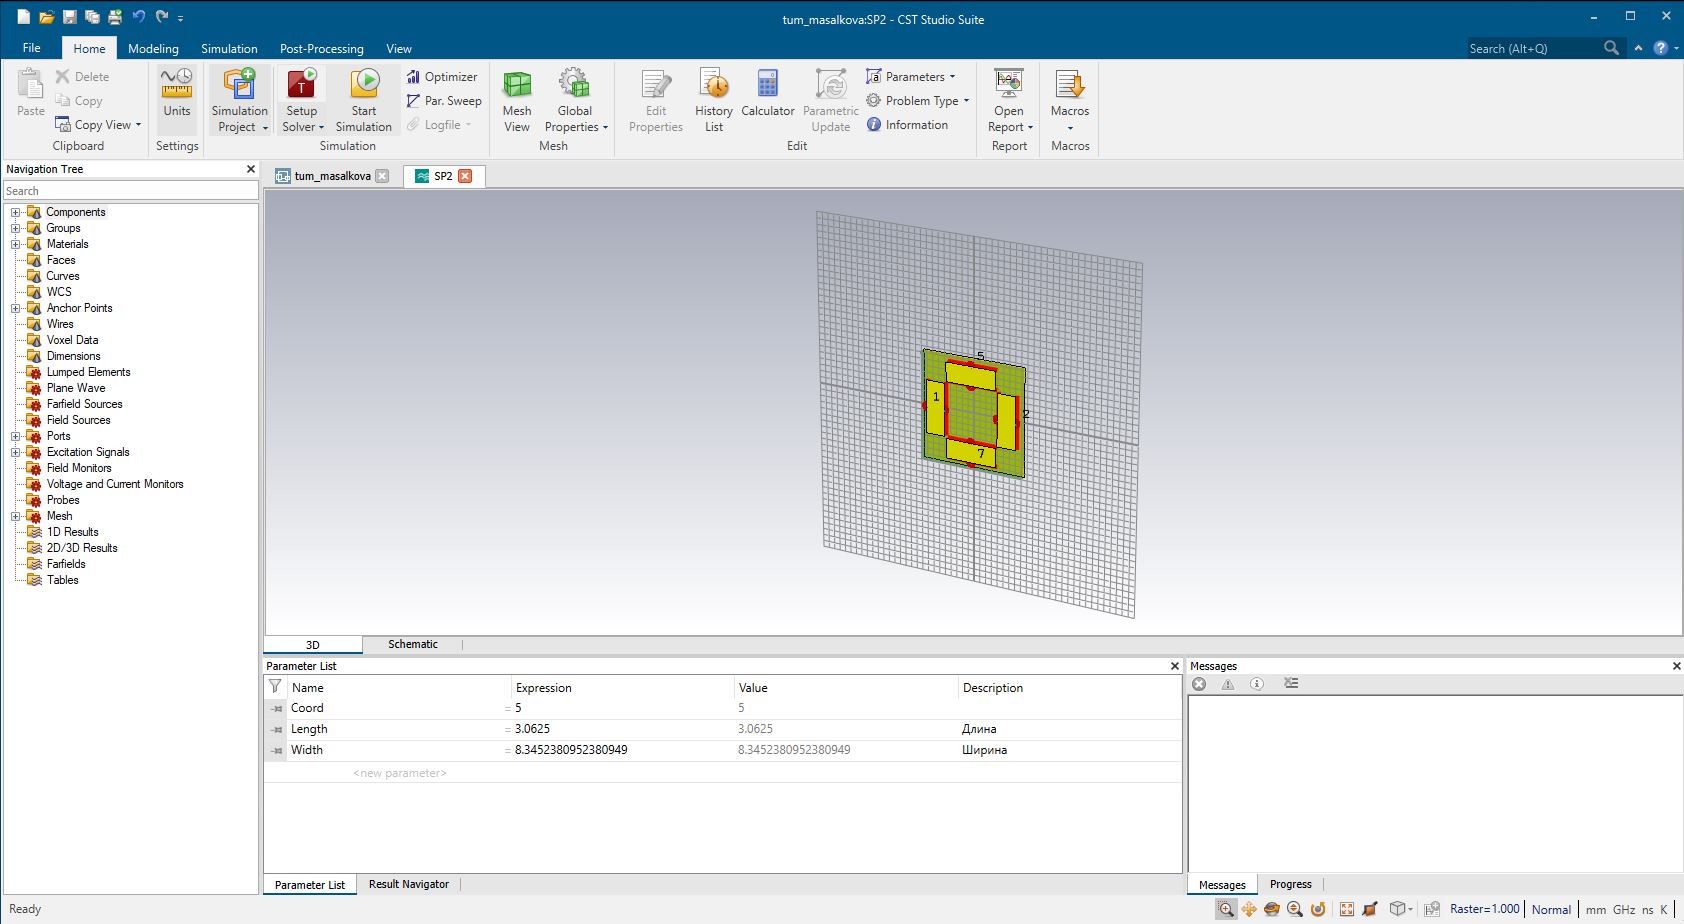 tum_masalkova:SP2 - CST Studio Suite
File Home Modeling Simulation Post-Processing View Search (Alt+Q)
Paste
Delete
Copy
Copy View
Clipboard
Units
Settings
Simulation Project
Setup Solver
Start Simulation
Optimizer
Par. Sweep
Logfile
Simulation
Mesh View
Global Properties
Mesh
Edit Properties
History List
Calculator
Parametric Update
Parameters
Problem Type
Information
Edit
Open Report
Report
Macros
Macros
Navigation Tree
Search
Components
Groups
Materials
Faces
Curves
WCS
Anchor Points
Wires
Voxel Data
Dimensions
Lumped Elements
Plane Wave
Farfield Sources
Field Sources
Ports
Excitation Signals
Field Monitors
Voltage and Current Monitors
Probes
Mesh
1D Results
2D/3D Results
Farfields
Tables
tum_masalkova SP2
5
1
2
7
3D Schematic
Parameter List
Name Expression Value Description
Coord = 5 5
Length = 3.0625 3.0625 Длина
Width = 8.3452380952380949 8.3452380952380949 Ширина
<new parameter>
Parameter List Result Navigator
Messages
Messages Progress
Ready
Raster=1.000 Normal mm GHz ns K